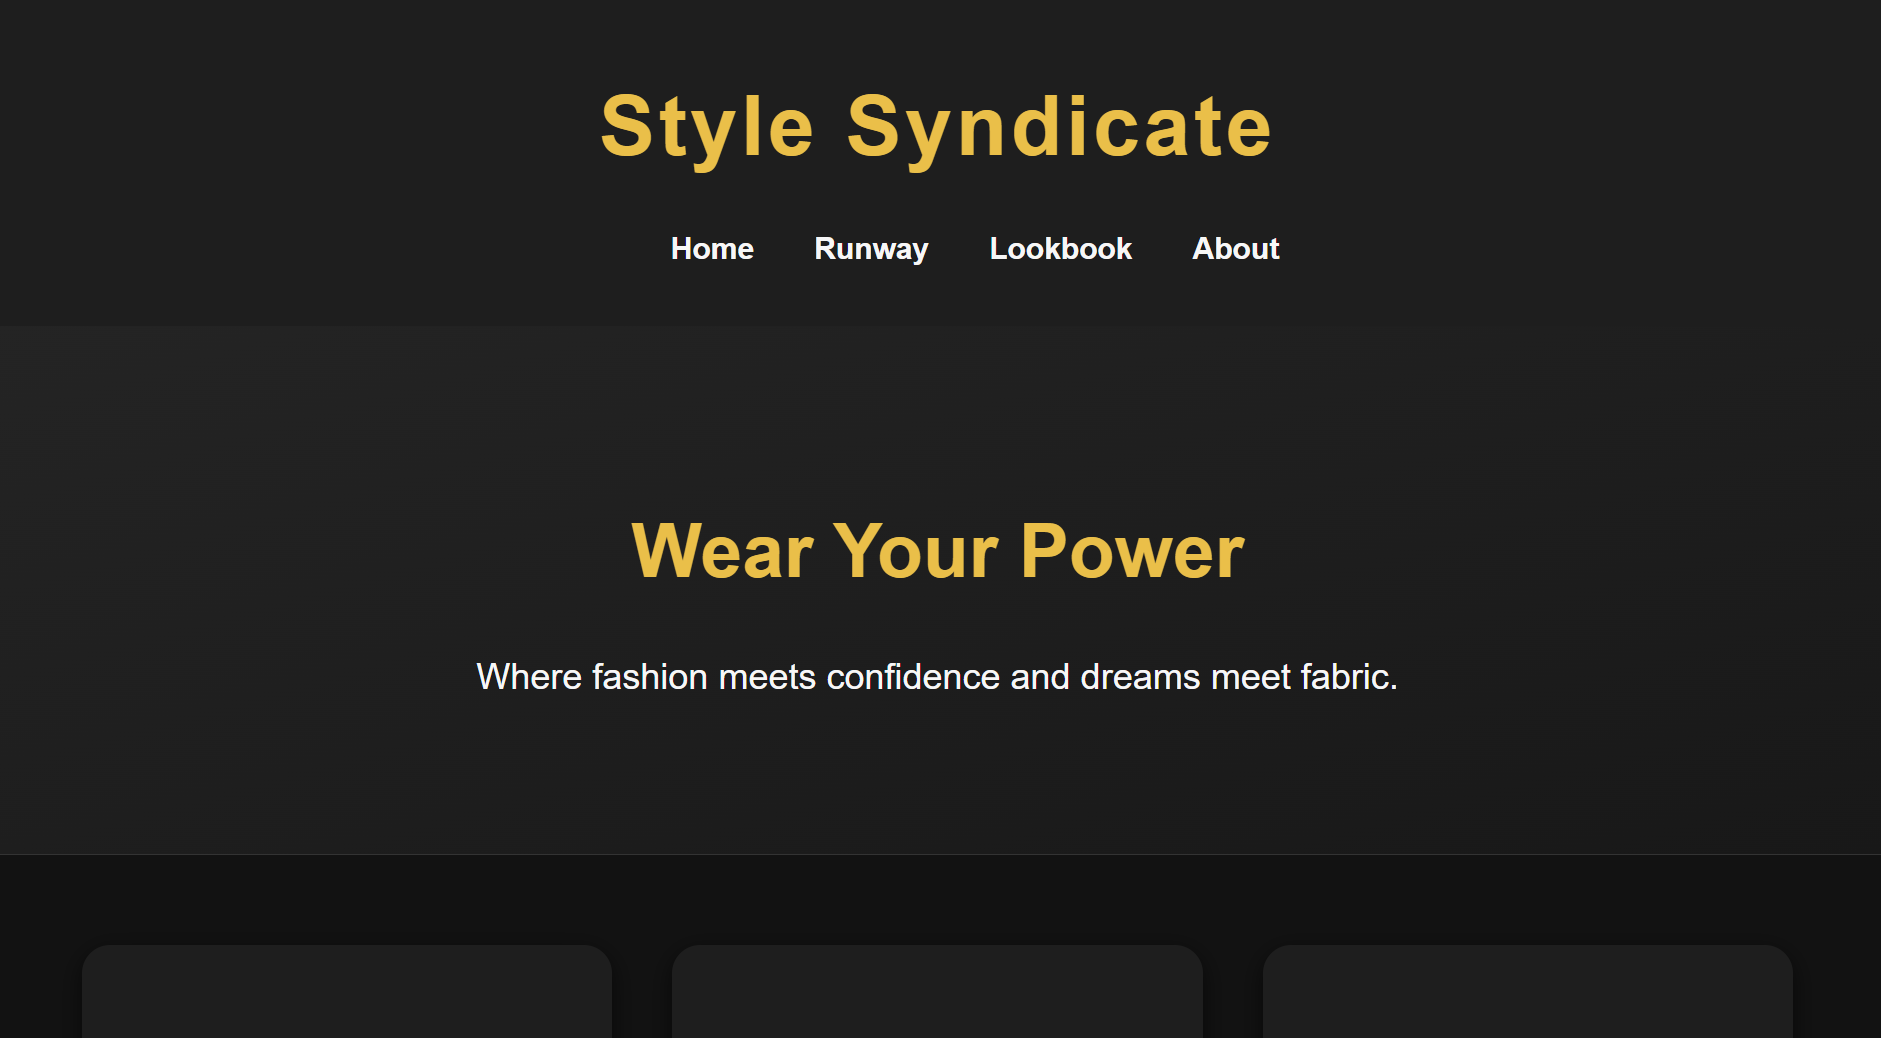 Style Syndicate
Home Runway Lookbook About
Wear Your Power
Where fashion meets confidence and dreams meet fabric.